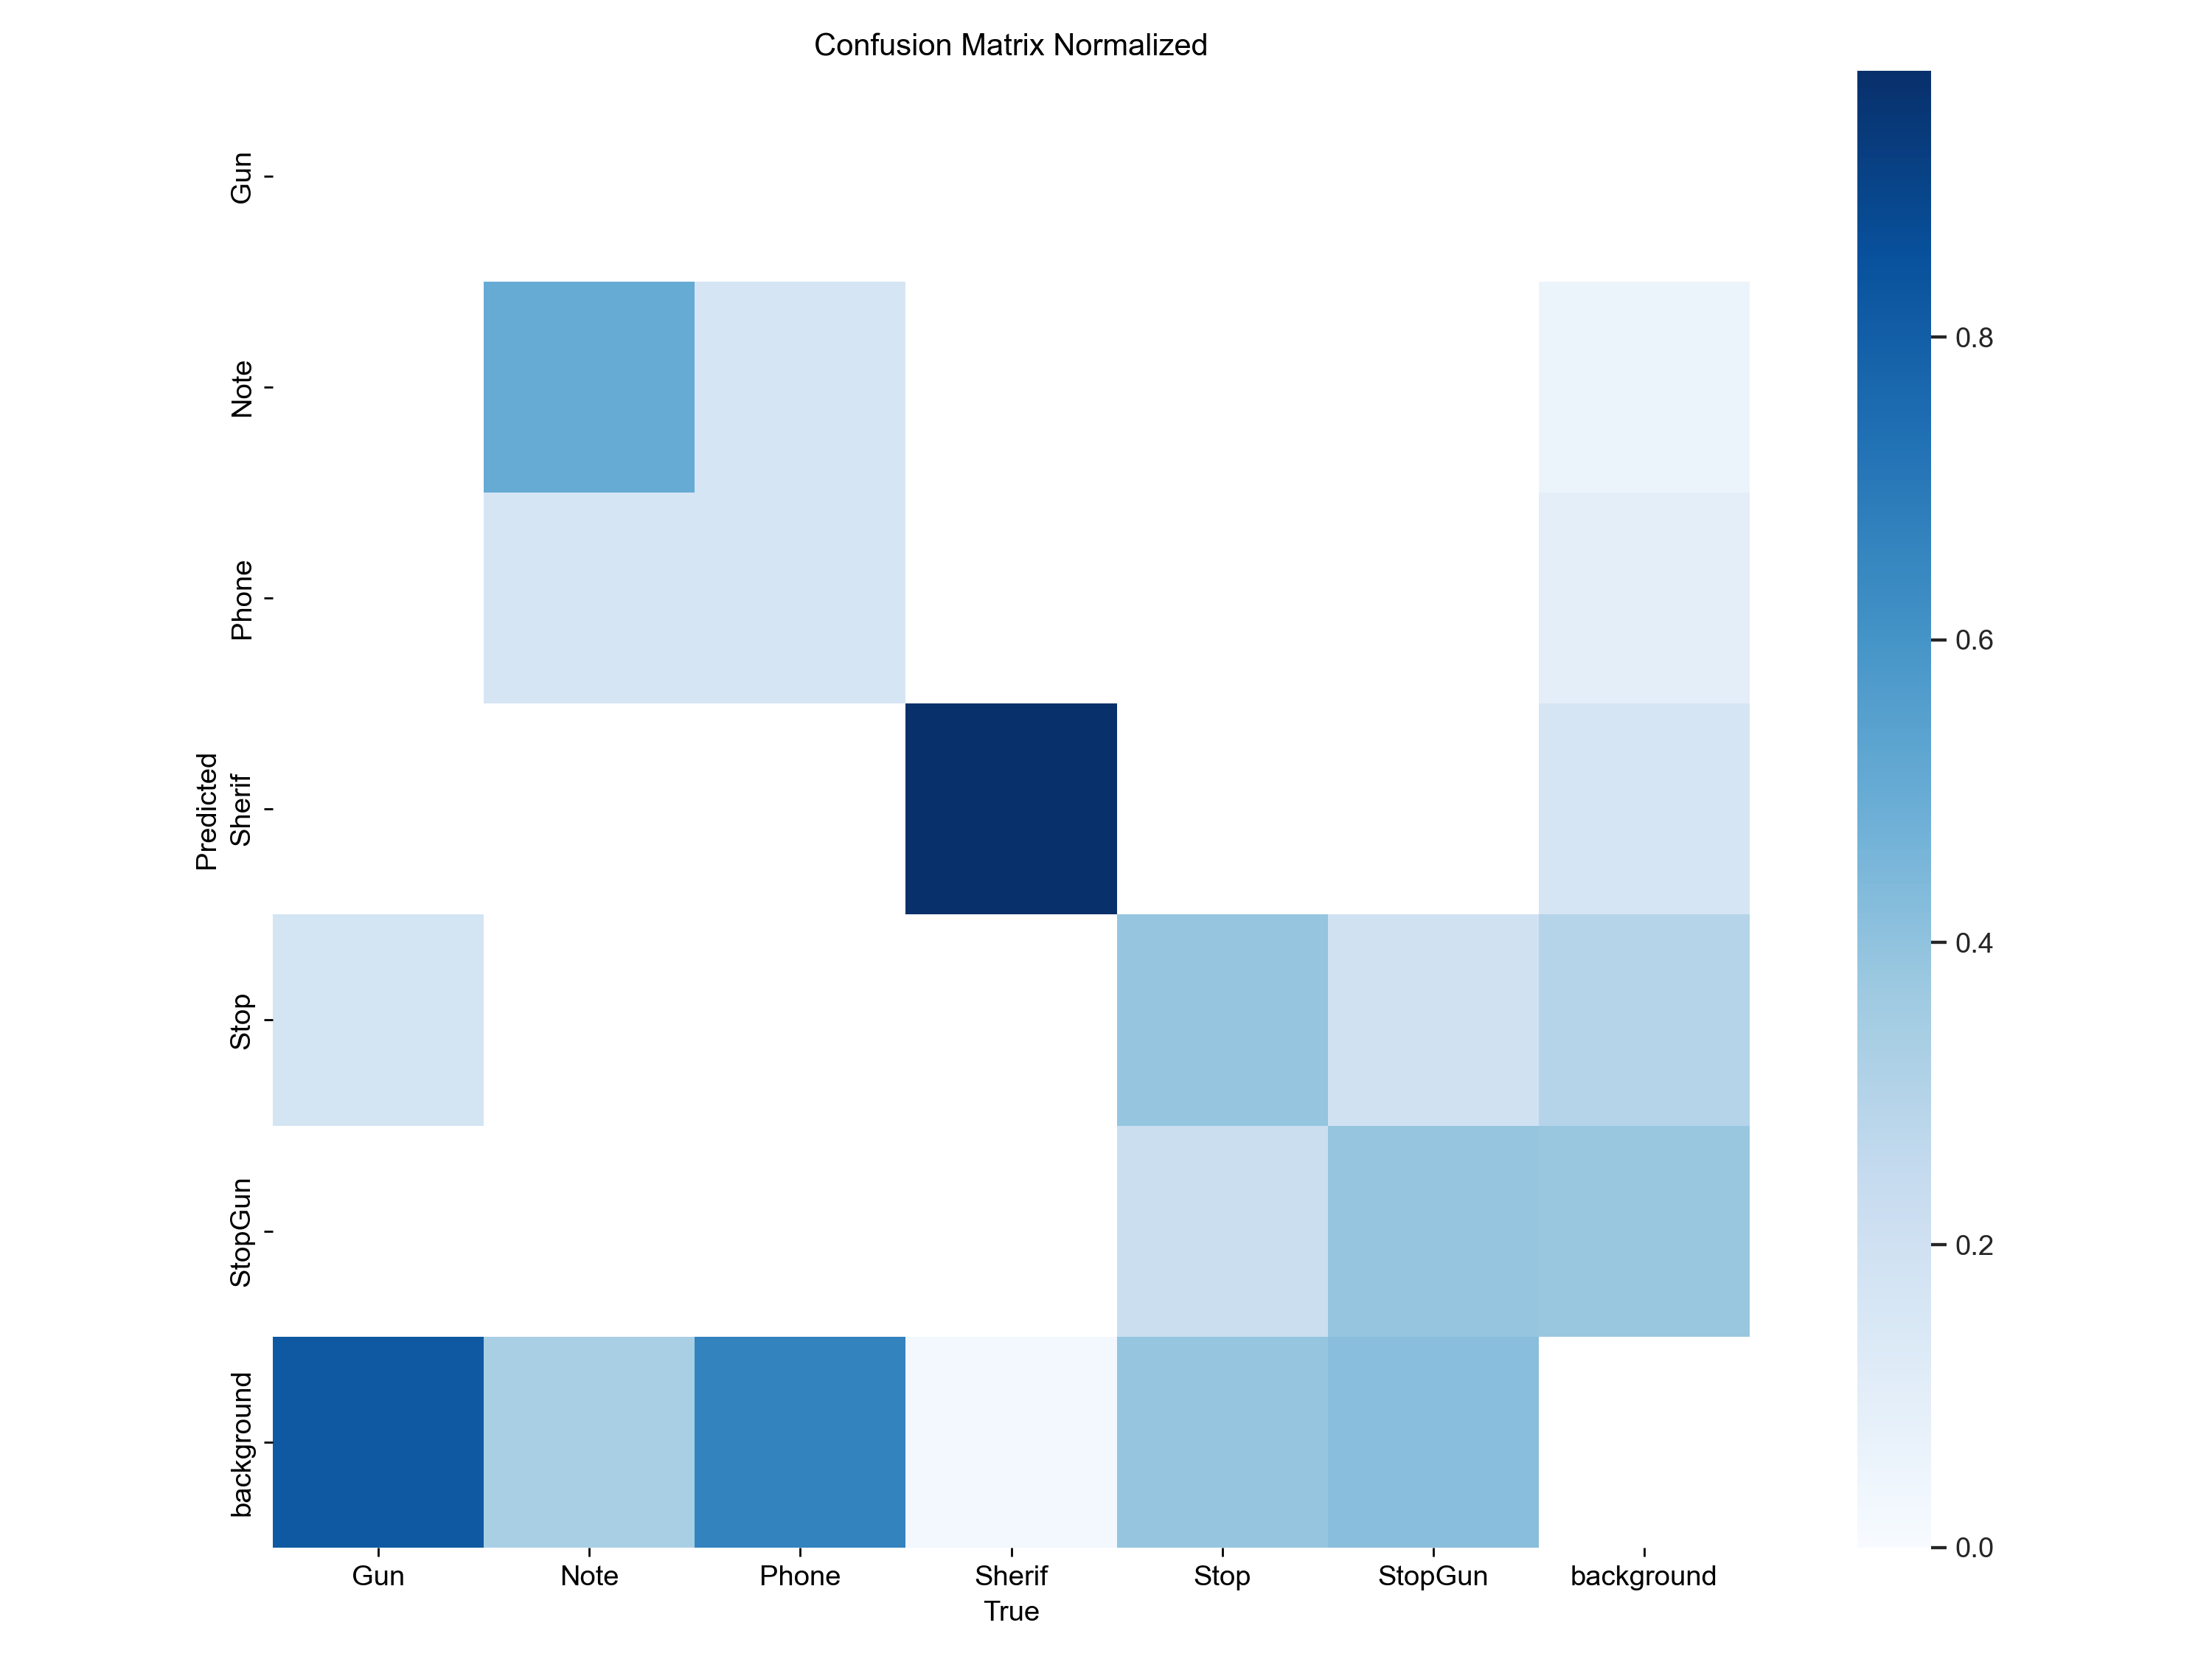 Confusion Matrix Normalized
Predicted
Gun
Note
Phone
Sherif
Stop
StopGun
background
Gun Note Phone Sherif Stop StopGun background
True
0.8
0.6
0.4
0.2
0.0